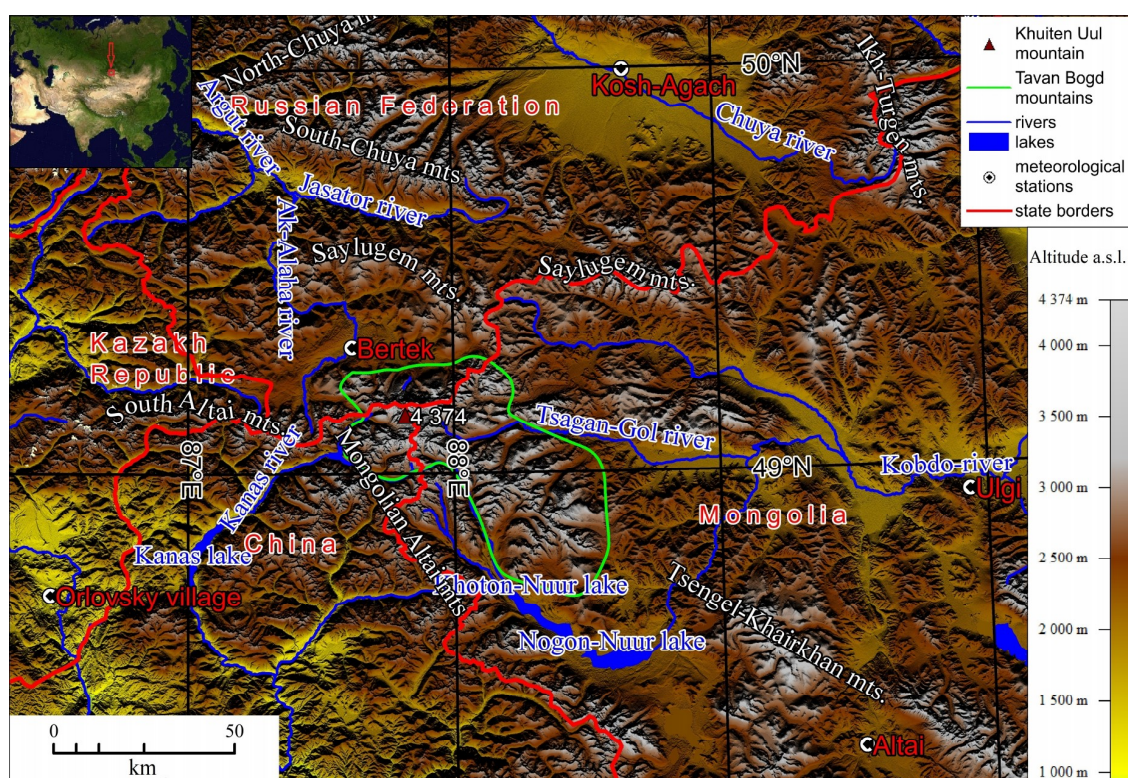 North-Chuya mts.
Argut river
Russian Federation
South-Chuya mts.
Jasator river
Ak-Alaha river
Saylugem mts.
Saylugem mts.
Kosh-Agach
50°N
Chuya river
Ikh-Turgen mts.
Khuiten Uul
mountain
Tavan Bogd
mountains
rivers
lakes
meteorological
stations
state borders
Altitude a.s.l.
4 374 m
4 000 m
3 500 m
3 000 m
2 500 m
2 000 m
1 500 m
1 000 m
Kazakh
Republic
Bertek
South Altai mts.
4 374
Tsagan-Gol river
87°E
88°E
49°N
Kobdo-river
Ulgi
Mongolia
Kanas river
Mongolian Altai mts.
China
Kanas lake
Orlovsky village
Khoton-Nuur lake
Nogon-Nuur lake
Tsengel-Khairkhan mts.
Altai
0 50
km